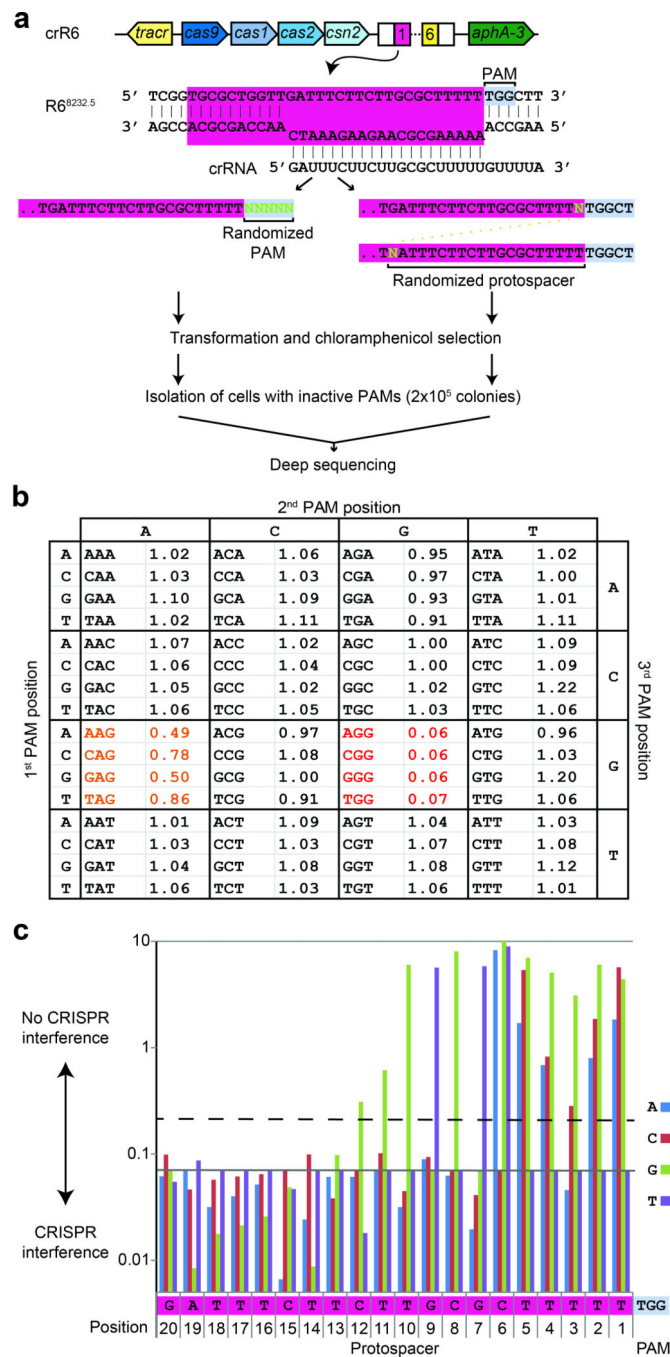 a
crR6 tracr cas9 cas1 cas2 csn2 1 6 aphA-3
PAM
5′ TCGGTGCGCTGGTTGATTTCTTCTTGCGCTTTTTTGGCTT 3′
R6 8232.5
3′ AGCCACGCGACCAA CTAAAGAAGAACGCGAAAAA ACCGAA 5′
crRNA 5′ GAUUUCUUCUUGCGCUUUUUGUUUUA 3′
..TGATTTCTTCTTGCGCTTTTTNNNNN
Randomized PAM
..TGATTTCTTCTTGCGCTTTTNTGGCT
..TNATTTCTTCTTGCGCTTTTTTGGCT
Randomized protospacer
Transformation and chloramphenicol selection
Isolation of cells with inactive PAMs (2x10⁵ colonies)
Deep sequencing
b
2nd PAM position
A C G T
1st PAM position
3rd PAM position
A AAA 1.02 ACA 1.06 AGA 0.95 ATA 1.02
C CAA 1.03 CCA 1.03 CGA 0.97 CTA 1.00 A
G GAA 1.10 GCA 1.09 GGA 0.93 GTA 1.01
T TAA 1.02 TCA 1.11 TGA 0.91 TTA 1.11
A AAC 1.07 ACC 1.02 AGC 1.00 ATC 1.09
C CAC 1.06 CCC 1.04 CGC 1.00 CTC 1.09 C
G GAC 1.05 GCC 1.02 GGC 1.02 GTC 1.22
T TAC 1.06 TCC 1.05 TGC 1.03 TTC 1.06
A AAG 0.49 ACG 0.97 AGG 0.06 ATG 0.96
C CAG 0.78 CCG 1.08 CGG 0.06 CTG 1.03 G
G GAG 0.50 GCG 1.00 GGG 0.06 GTG 1.20
T TAG 0.86 TCG 0.91 TGG 0.07 TTG 1.06
A AAT 1.01 ACT 1.09 AGT 1.04 ATT 1.03
C CAT 1.03 CCT 1.03 CGT 1.07 CTT 1.08 T
G GAT 1.04 GCT 1.08 GGT 1.08 GTT 1.12
T TAT 1.06 TCT 1.03 TGT 1.06 TTT 1.01
c
10
No CRISPR interference
1
0.1
CRISPR interference
0.01
A
C
G
T
G A T T T C T T C T T G C G C T T T T T TGG
Position 20 19 18 17 16 15 14 13 12 11 10 9 8 7 6 5 4 3 2 1
Protospacer PAM